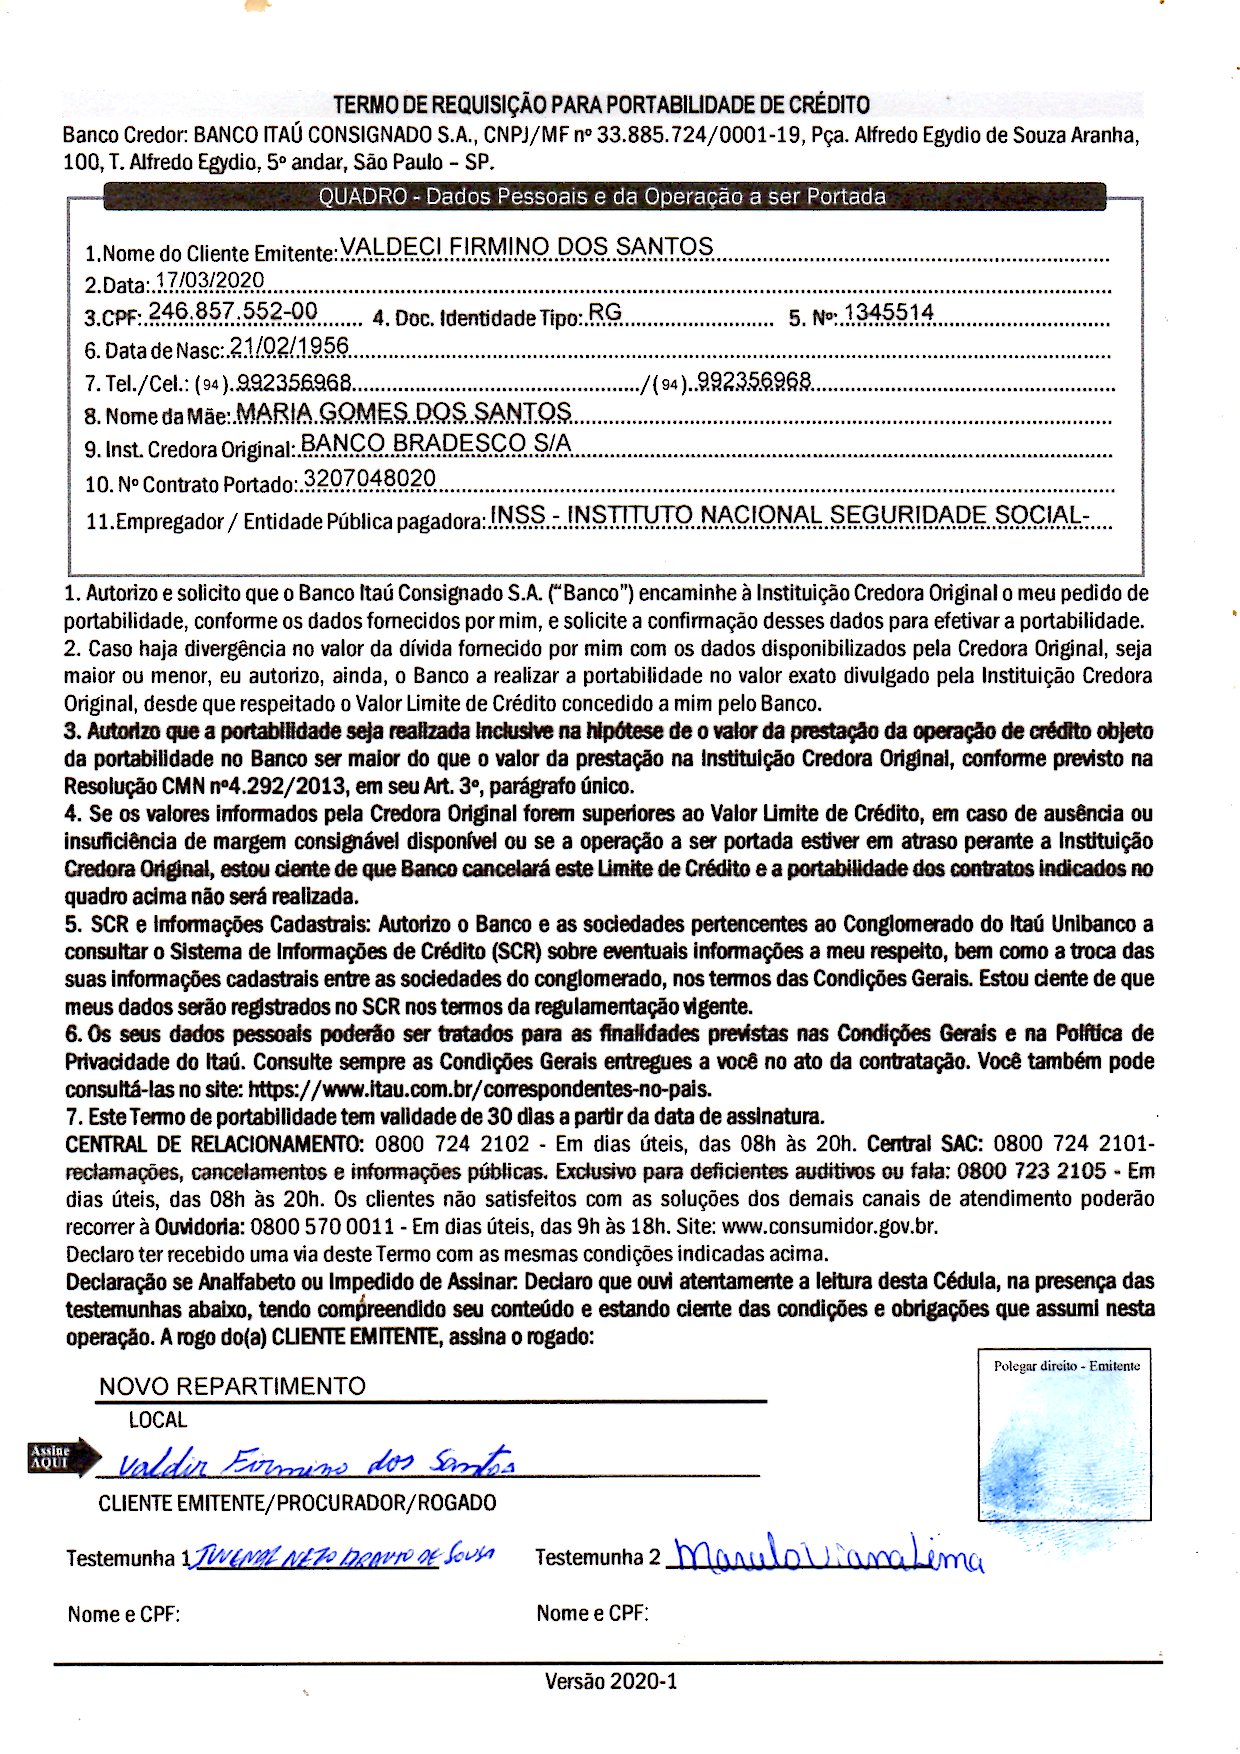 TERMO DE REQUISIÇÃO PARA PORTABILIDADE DE CRÉDITO
Banco Credor: BANCO ITAÚ CONSIGNADO S.A., CNPJ/MF nº 33.885.724/0001-19, Pça. Alfredo Egydio de Souza Aranha,
100, T. Alfredo Egydio, 5º andar, São Paulo – SP.
QUADRO - Dados Pessoais e da Operação a ser Portada
1.Nome do Cliente Emitente: VALDECI FIRMINO DOS SANTOS
2.Data: 17/03/2020
3.CPF: 246.857.552-00 4. Doc. Identidade Tipo: RG 5. Nº: 1345514
6. Data de Nasc: 21/02/1956
7. Tel./Cel.: (94) 992356968 /(94) 992356968
8. Nome da Mãe: MARIA GOMES DOS SANTOS
9. Inst. Credora Original: BANCO BRADESCO S/A
10. Nº Contrato Portado: 3207048020
11.Empregador / Entidade Pública pagadora: INSS - INSTITUTO NACIONAL SEGURIDADE SOCIAL-
1. Autorizo e solicito que o Banco Itaú Consignado S.A. (“Banco”) encaminhe à Instituição Credora Original o meu pedido de
portabilidade, conforme os dados fornecidos por mim, e solicite a confirmação desses dados para efetivar a portabilidade.
2. Caso haja divergência no valor da dívida fornecido por mim com os dados disponibilizados pela Credora Original, seja
maior ou menor, eu autorizo, ainda, o Banco a realizar a portabilidade no valor exato divulgado pela Instituição Credora
Original, desde que respeitado o Valor Limite de Crédito concedido a mim pelo Banco.
3. Autorizo que a portabilidade seja realizada inclusive na hipótese de o valor da prestação da operação de crédito objeto
da portabilidade no Banco ser maior do que o valor da prestação na Instituição Credora Original, conforme previsto na
Resolução CMN nº4.292/2013, em seu Art. 3º, parágrafo único.
4. Se os valores informados pela Credora Original forem superiores ao Valor Limite de Crédito, em caso de ausência ou
insuficiência de margem consignável disponível ou se a operação a ser portada estiver em atraso perante a Instituição
Credora Original, estou ciente de que Banco cancelará este Limite de Crédito e a portabilidade dos contratos indicados no
quadro acima não será realizada.
5. SCR e Informações Cadastrais: Autorizo o Banco e as sociedades pertencentes ao Conglomerado do Itaú Unibanco a
consultar o Sistema de Informações de Crédito (SCR) sobre eventuais informações a meu respeito, bem como a troca das
suas informações cadastrais entre as sociedades do conglomerado, nos termos das Condições Gerais. Estou ciente de que
meus dados serão registrados no SCR nos termos da regulamentação vigente.
6. Os seus dados pessoais poderão ser tratados para as finalidades previstas nas Condições Gerais e na Política de
Privacidade do Itaú. Consulte sempre as Condições Gerais entregues a você no ato da contratação. Você também pode
consultá-las no site: https://www.itau.com.br/correspondentes-no-pais.
7. Este Termo de portabilidade tem validade de 30 dias a partir da data de assinatura.
CENTRAL DE RELACIONAMENTO: 0800 724 2102 - Em dias úteis, das 08h às 20h. Central SAC: 0800 724 2101-
reclamações, cancelamentos e informações públicas. Exclusivo para deficientes auditivos ou fala: 0800 723 2105 - Em
dias úteis, das 08h às 20h. Os clientes não satisfeitos com as soluções dos demais canais de atendimento poderão
recorrer à Ouvidoria: 0800 570 0011 - Em dias úteis, das 9h às 18h. Site: www.consumidor.gov.br.
Declaro ter recebido uma via deste Termo com as mesmas condições indicadas acima.
Declaração se Analfabeto ou Impedido de Assinar: Declaro que ouvi atentamente a leitura desta Cédula, na presença das
testemunhas abaixo, tendo compreendido seu conteúdo e estando ciente das condições e obrigações que assumi nesta
operação. A rogo do(a) CLIENTE EMITENTE, assina o rogado:
Polegar direito - Emitente
NOVO REPARTIMENTO
LOCAL
Assine
AQUI
Valdir Firmino dos Santos
CLIENTE EMITENTE/PROCURADOR/ROGADO
Testemunha 1 NETO DE SOUSA Testemunha 2 Viana Lima
Nome e CPF: Nome e CPF:
Versão 2020-1